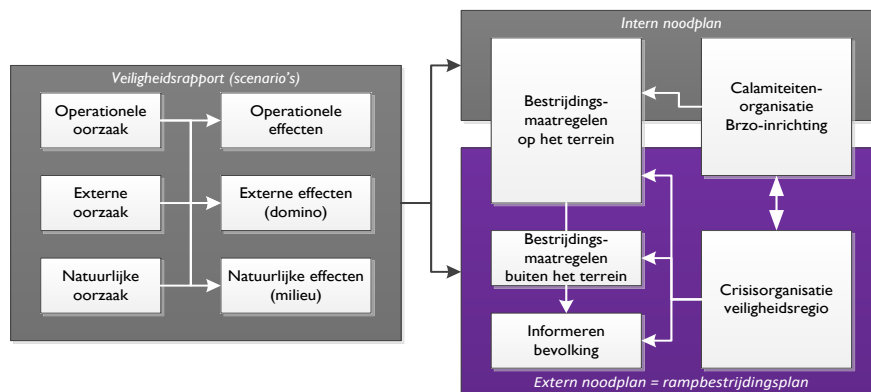 Veiligheidsrapport (scenario's)
Operationele
oorzaak
Operationele
effecten
Externe
oorzaak
Externe effecten
(domino)
Natuurlijke
oorzaak
Natuurlijke effecten
(milieu)
Intern noodplan
Bestrijdings-
maatregelen
op het terrein
Calamiteiten-
organisatie
Brzo-inrichting
Bestrijdings-
maatregelen
buiten het terrein
Informeren
bevolking
Crisisorganisatie
veiligheidsregio
Extern noodplan = rampbestrijdingsplan